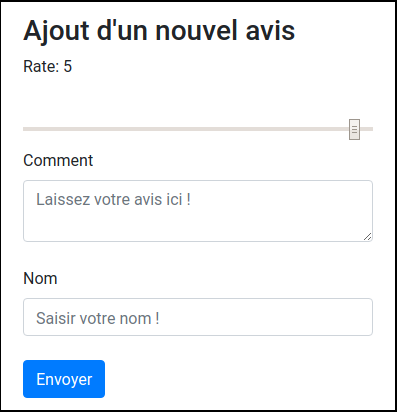 Ajout d'un nouvel avis
Rate: 5
Comment
Laissez votre avis ici !
Nom
Saisir votre nom !
Envoyer